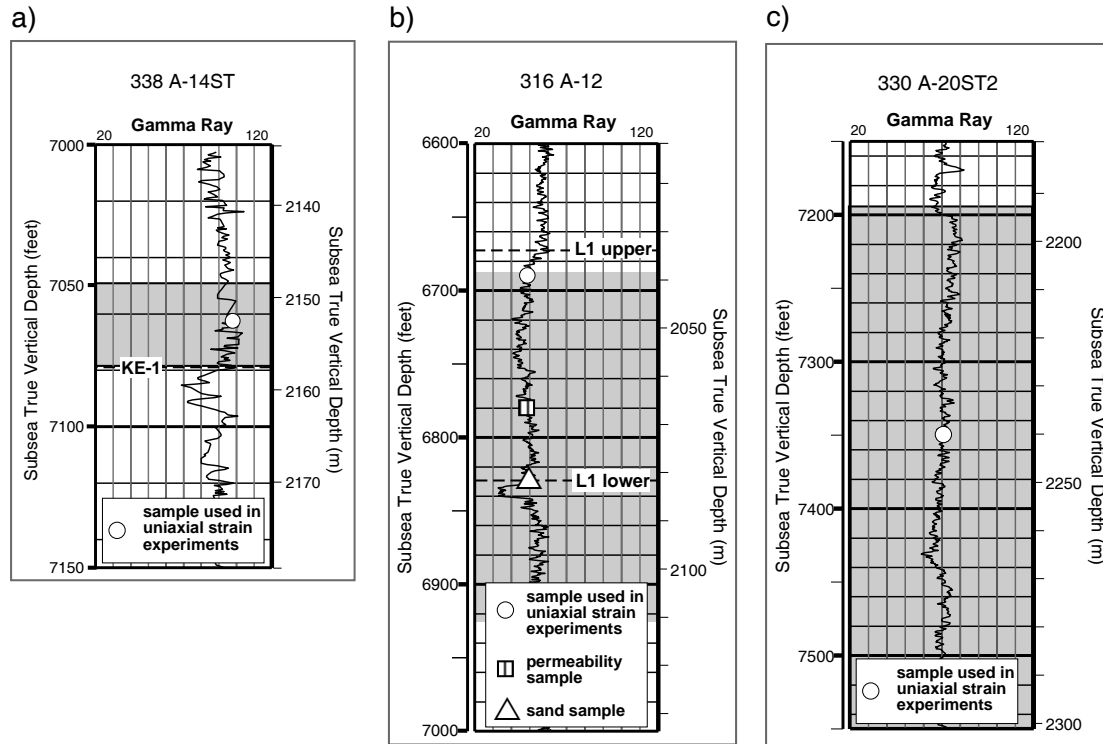 a)
338 A-14ST
Gamma Ray
20
120
7000
7050
7100
7150
Subsea True Vertical Depth (feet)
2140
2150
2160
2170
Subsea True Vertical Depth (m)
KE-1
sample used in
uniaxial strain
experiments
b)
316 A-12
20
120
Gamma Ray
6600
6700
6800
6900
7000
Subsea True Vertical Depth (feet)
2050
2100
Subsea True Vertical Depth (m)
L1 upper
L1 lower
sample used in
uniaxial strain
experiments
permeability
sample
sand sample
c)
330 A-20ST2
Gamma Ray
20
120
7200
7300
7400
7500
Subsea True Vertical Depth (feet)
2200
2250
2300
Subsea True Vertical Depth (m)
sample used in
uniaxial strain
experiments